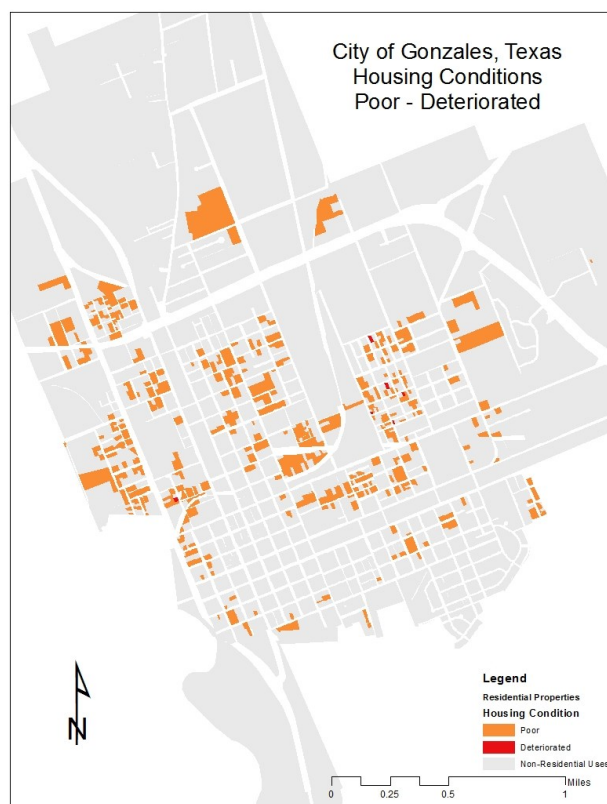 City of Gonzales, Texas
Housing Conditions
Poor - Deteriorated
N
Legend
Residential Properties
Housing Condition
Poor
Deteriorated
Non-Residential Uses
Miles
0 0.25 0.5 1